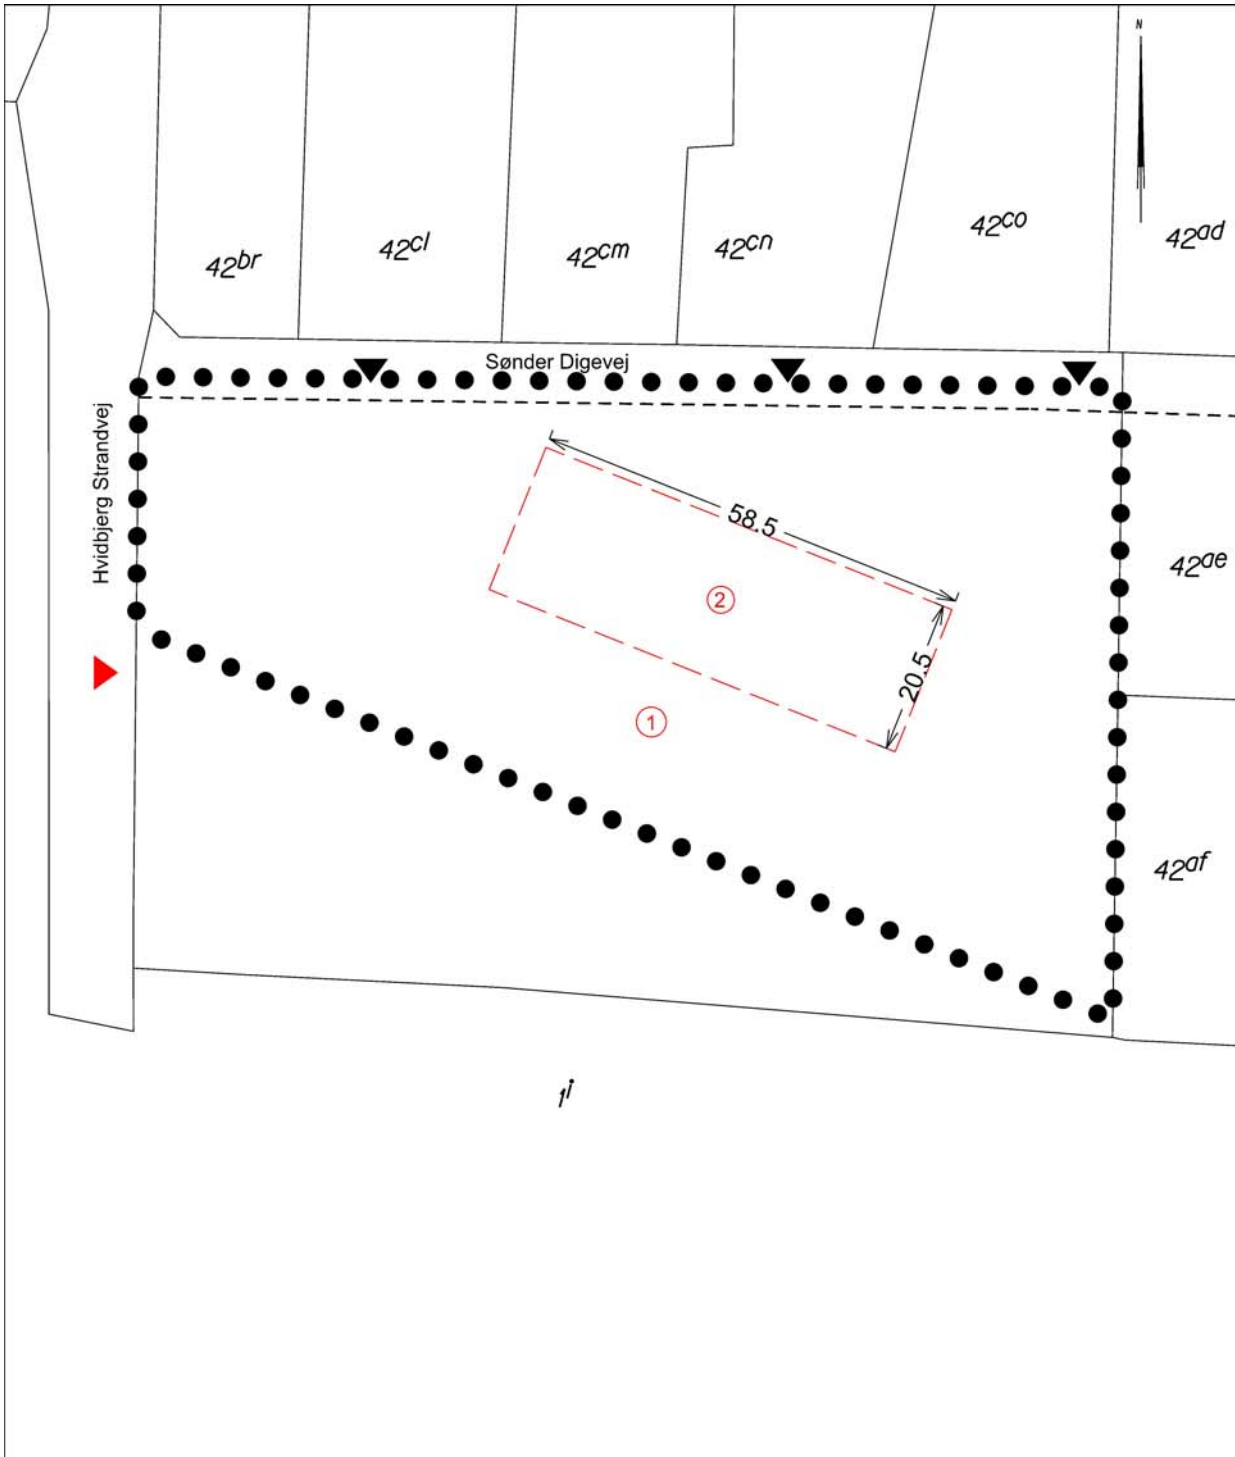 N
42co
42ad
42cl
42cm
42cn
42br
Sønder Digevej
Hvidbjerg Strandvej
58.5
42ae
2
20.5
1
42af
1i